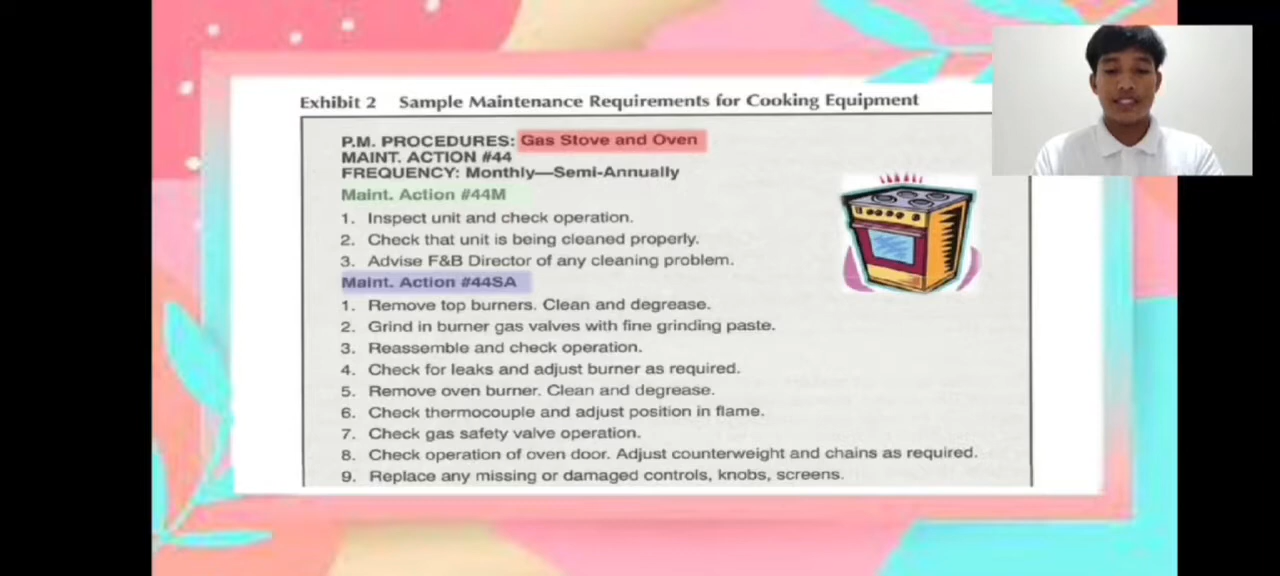 Exhibit 2 Sample Maintenance Requirements for Cooking Equipment
P.M. PROCEDURES: Gas Stove and Oven
MAINT. ACTION #44
FREQUENCY: Monthly—Semi-Annually
Maint. Action #44M
1. Inspect unit and check operation.
2. Check that unit is being cleaned properly.
3. Advise F&B Director of any cleaning problem.
Maint. Action #44SA
1. Remove top burners. Clean and degrease.
2. Grind in burner gas valves with fine grinding paste.
3. Reassemble and check operation.
4. Check for leaks and adjust burner as required.
5. Remove oven burner. Clean and degrease.
6. Check thermocouple and adjust position in flame.
7. Check gas safety valve operation.
8. Check operation of oven door. Adjust counterweight and chains as required.
9. Replace any missing or damaged controls, knobs, screens.